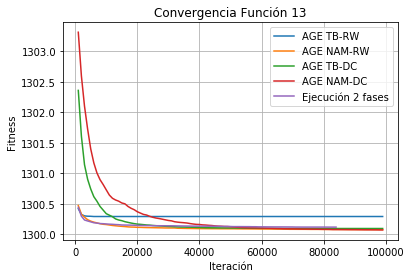 Convergencia Función 13
Fitness
1303.0
1302.5
1302.0
1301.5
1301.0
1300.5
1300.0
AGE TB-RW
AGE NAM-RW
AGE TB-DC
AGE NAM-DC
Ejecución 2 fases
0
20000
40000
60000
80000
100000
Iteración